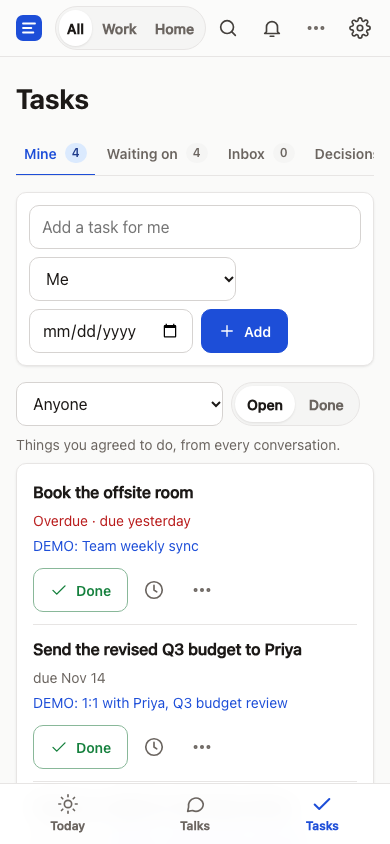 All Work Home
Tasks
Mine 4 Waiting on 4 Inbox 0 Decisions
Add a task for me
Me
mm/dd/yyyy
Add
Anyone
Open Done
Things you agreed to do, from every conversation.
Book the offsite room
Overdue · due yesterday
DEMO: Team weekly sync
Done
Send the revised Q3 budget to Priya
due Nov 14
DEMO: 1:1 with Priya, Q3 budget review
Done
Today Talks Tasks